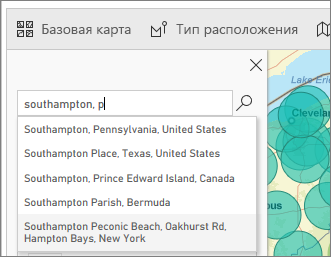 Базовая карта
Тип расположения
southampton, p
Southampton, Pennsylvania, United States
Southampton Place, Texas, United States
Southampton, Prince Edward Island, Canada
Southampton Parish, Bermuda
Southampton Peconic Beach, Oakhurst Rd,
Hampton Bays, New York
Lake Erie
Clevelan
bus